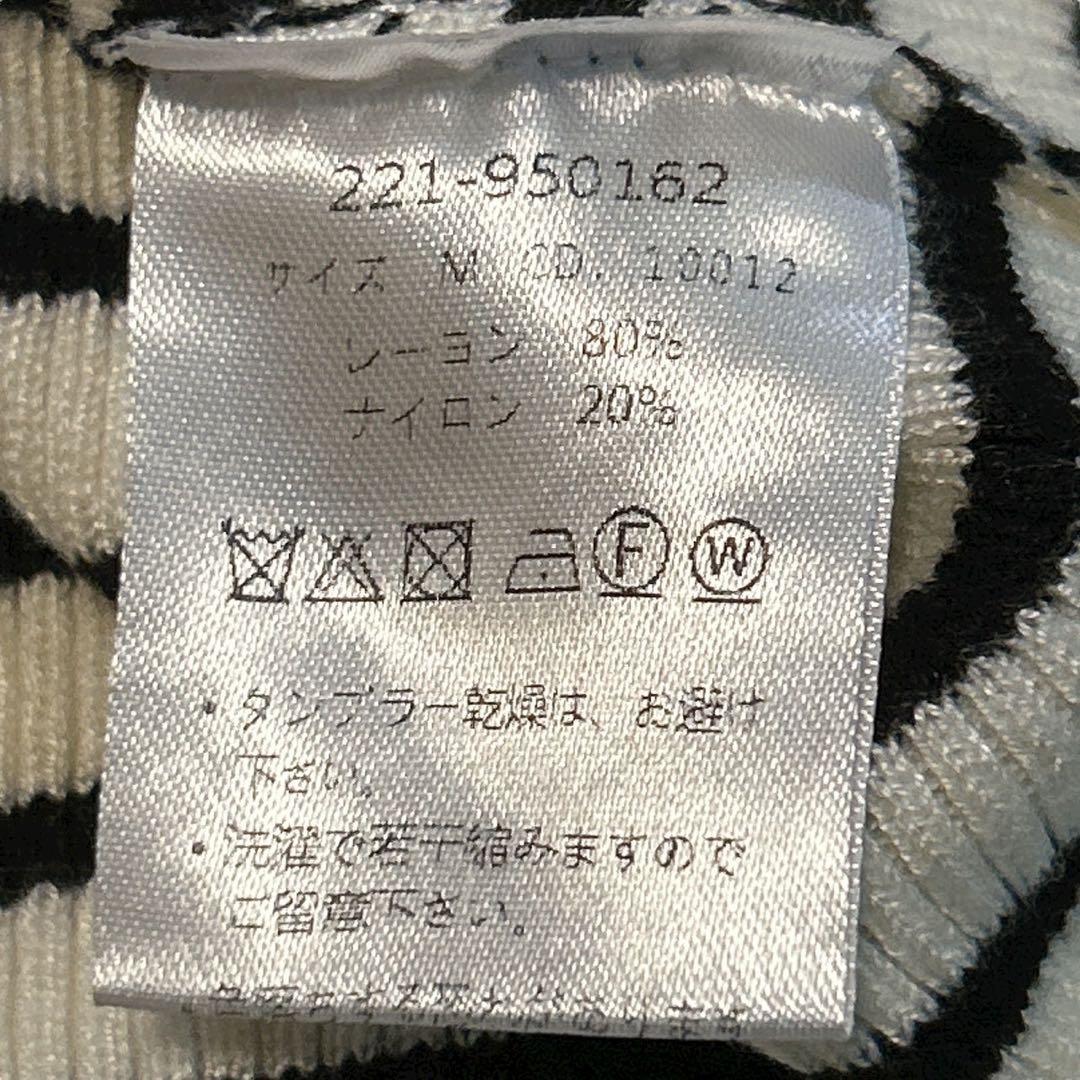 221-950162
サイズ M CD. 10012
レーヨン 80%
ナイロン 20%
F W
・タンブラー乾燥は、お避け
下さい。
・洗濯で若干縮みますので
ご留意下さい。